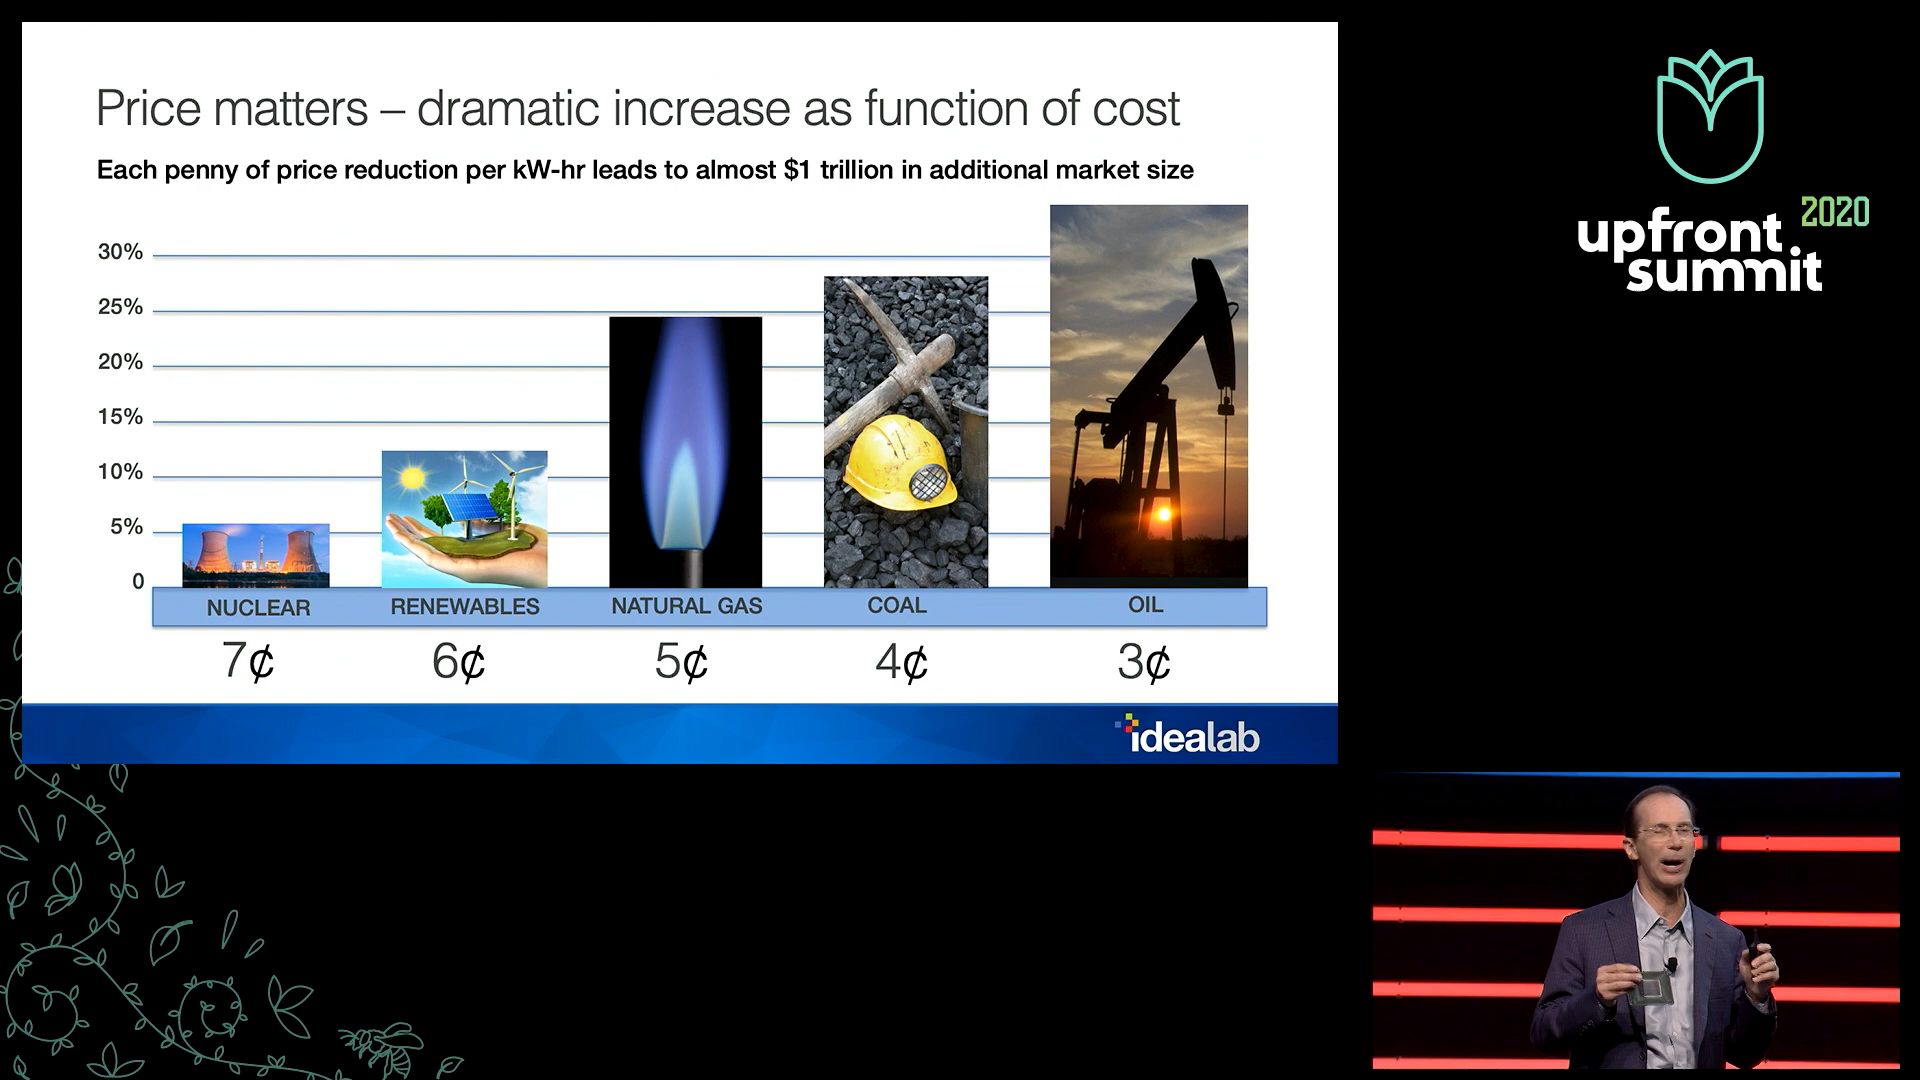 Price matters – dramatic increase as function of cost
Each penny of price reduction per kW-hr leads to almost $1 trillion in additional market size
30%
25%
20%
15%
10%
5%
0
NUCLEAR RENEWABLES NATURAL GAS COAL OIL
7¢ 6¢ 5¢ 4¢ 3¢
idealab
upfront 2020
summit